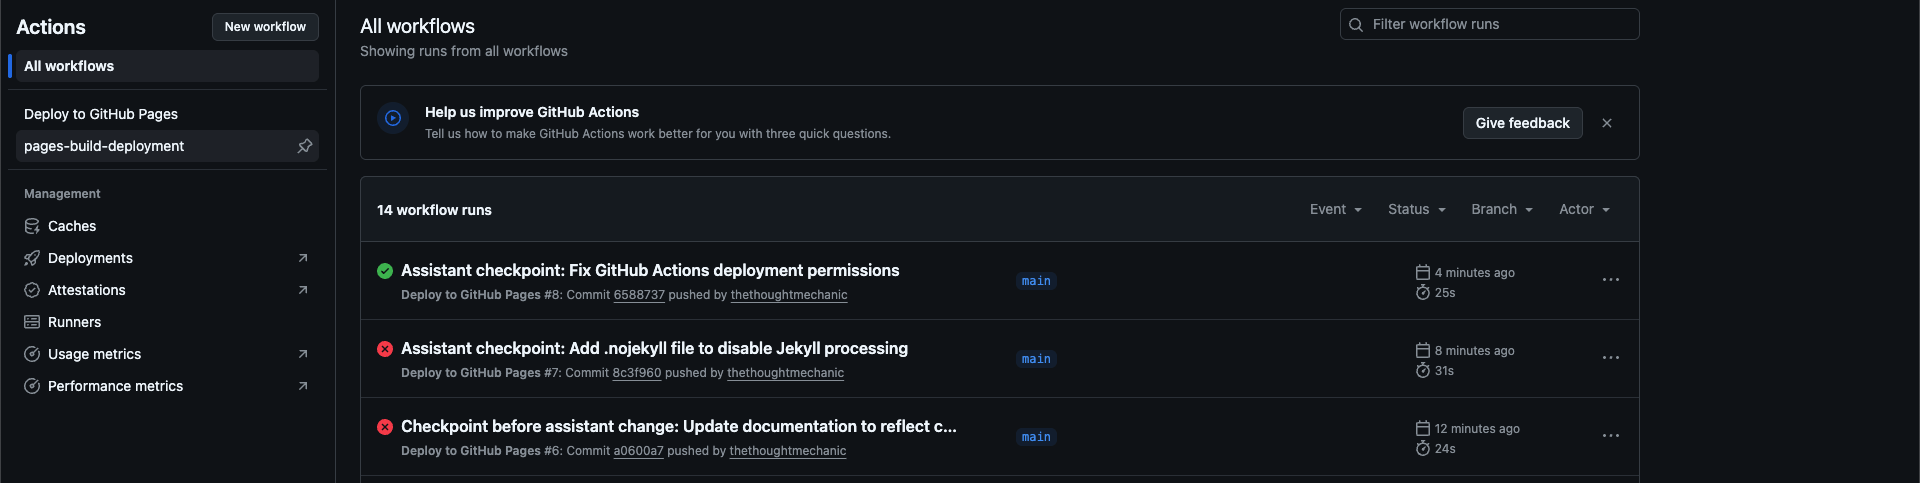 Actions
New workflow
All workflows
Deploy to GitHub Pages
pages-build-deployment
Management
Caches
Deployments
Attestations
Runners
Usage metrics
Performance metrics
All workflows
Showing runs from all workflows
Filter workflow runs
Help us improve GitHub Actions
Tell us how to make GitHub Actions work better for you with three quick questions.
Give feedback
14 workflow runs
Event
Status
Branch
Actor
Assistant checkpoint: Fix GitHub Actions deployment permissions
Deploy to GitHub Pages #8: Commit 6588737 pushed by thethoughtmechanic
main
4 minutes ago
25s
Assistant checkpoint: Add .nojekyll file to disable Jekyll processing
Deploy to GitHub Pages #7: Commit 8c3f960 pushed by thethoughtmechanic
main
8 minutes ago
31s
Checkpoint before assistant change: Update documentation to reflect c...
Deploy to GitHub Pages #6: Commit a0600a7 pushed by thethoughtmechanic
main
12 minutes ago
24s